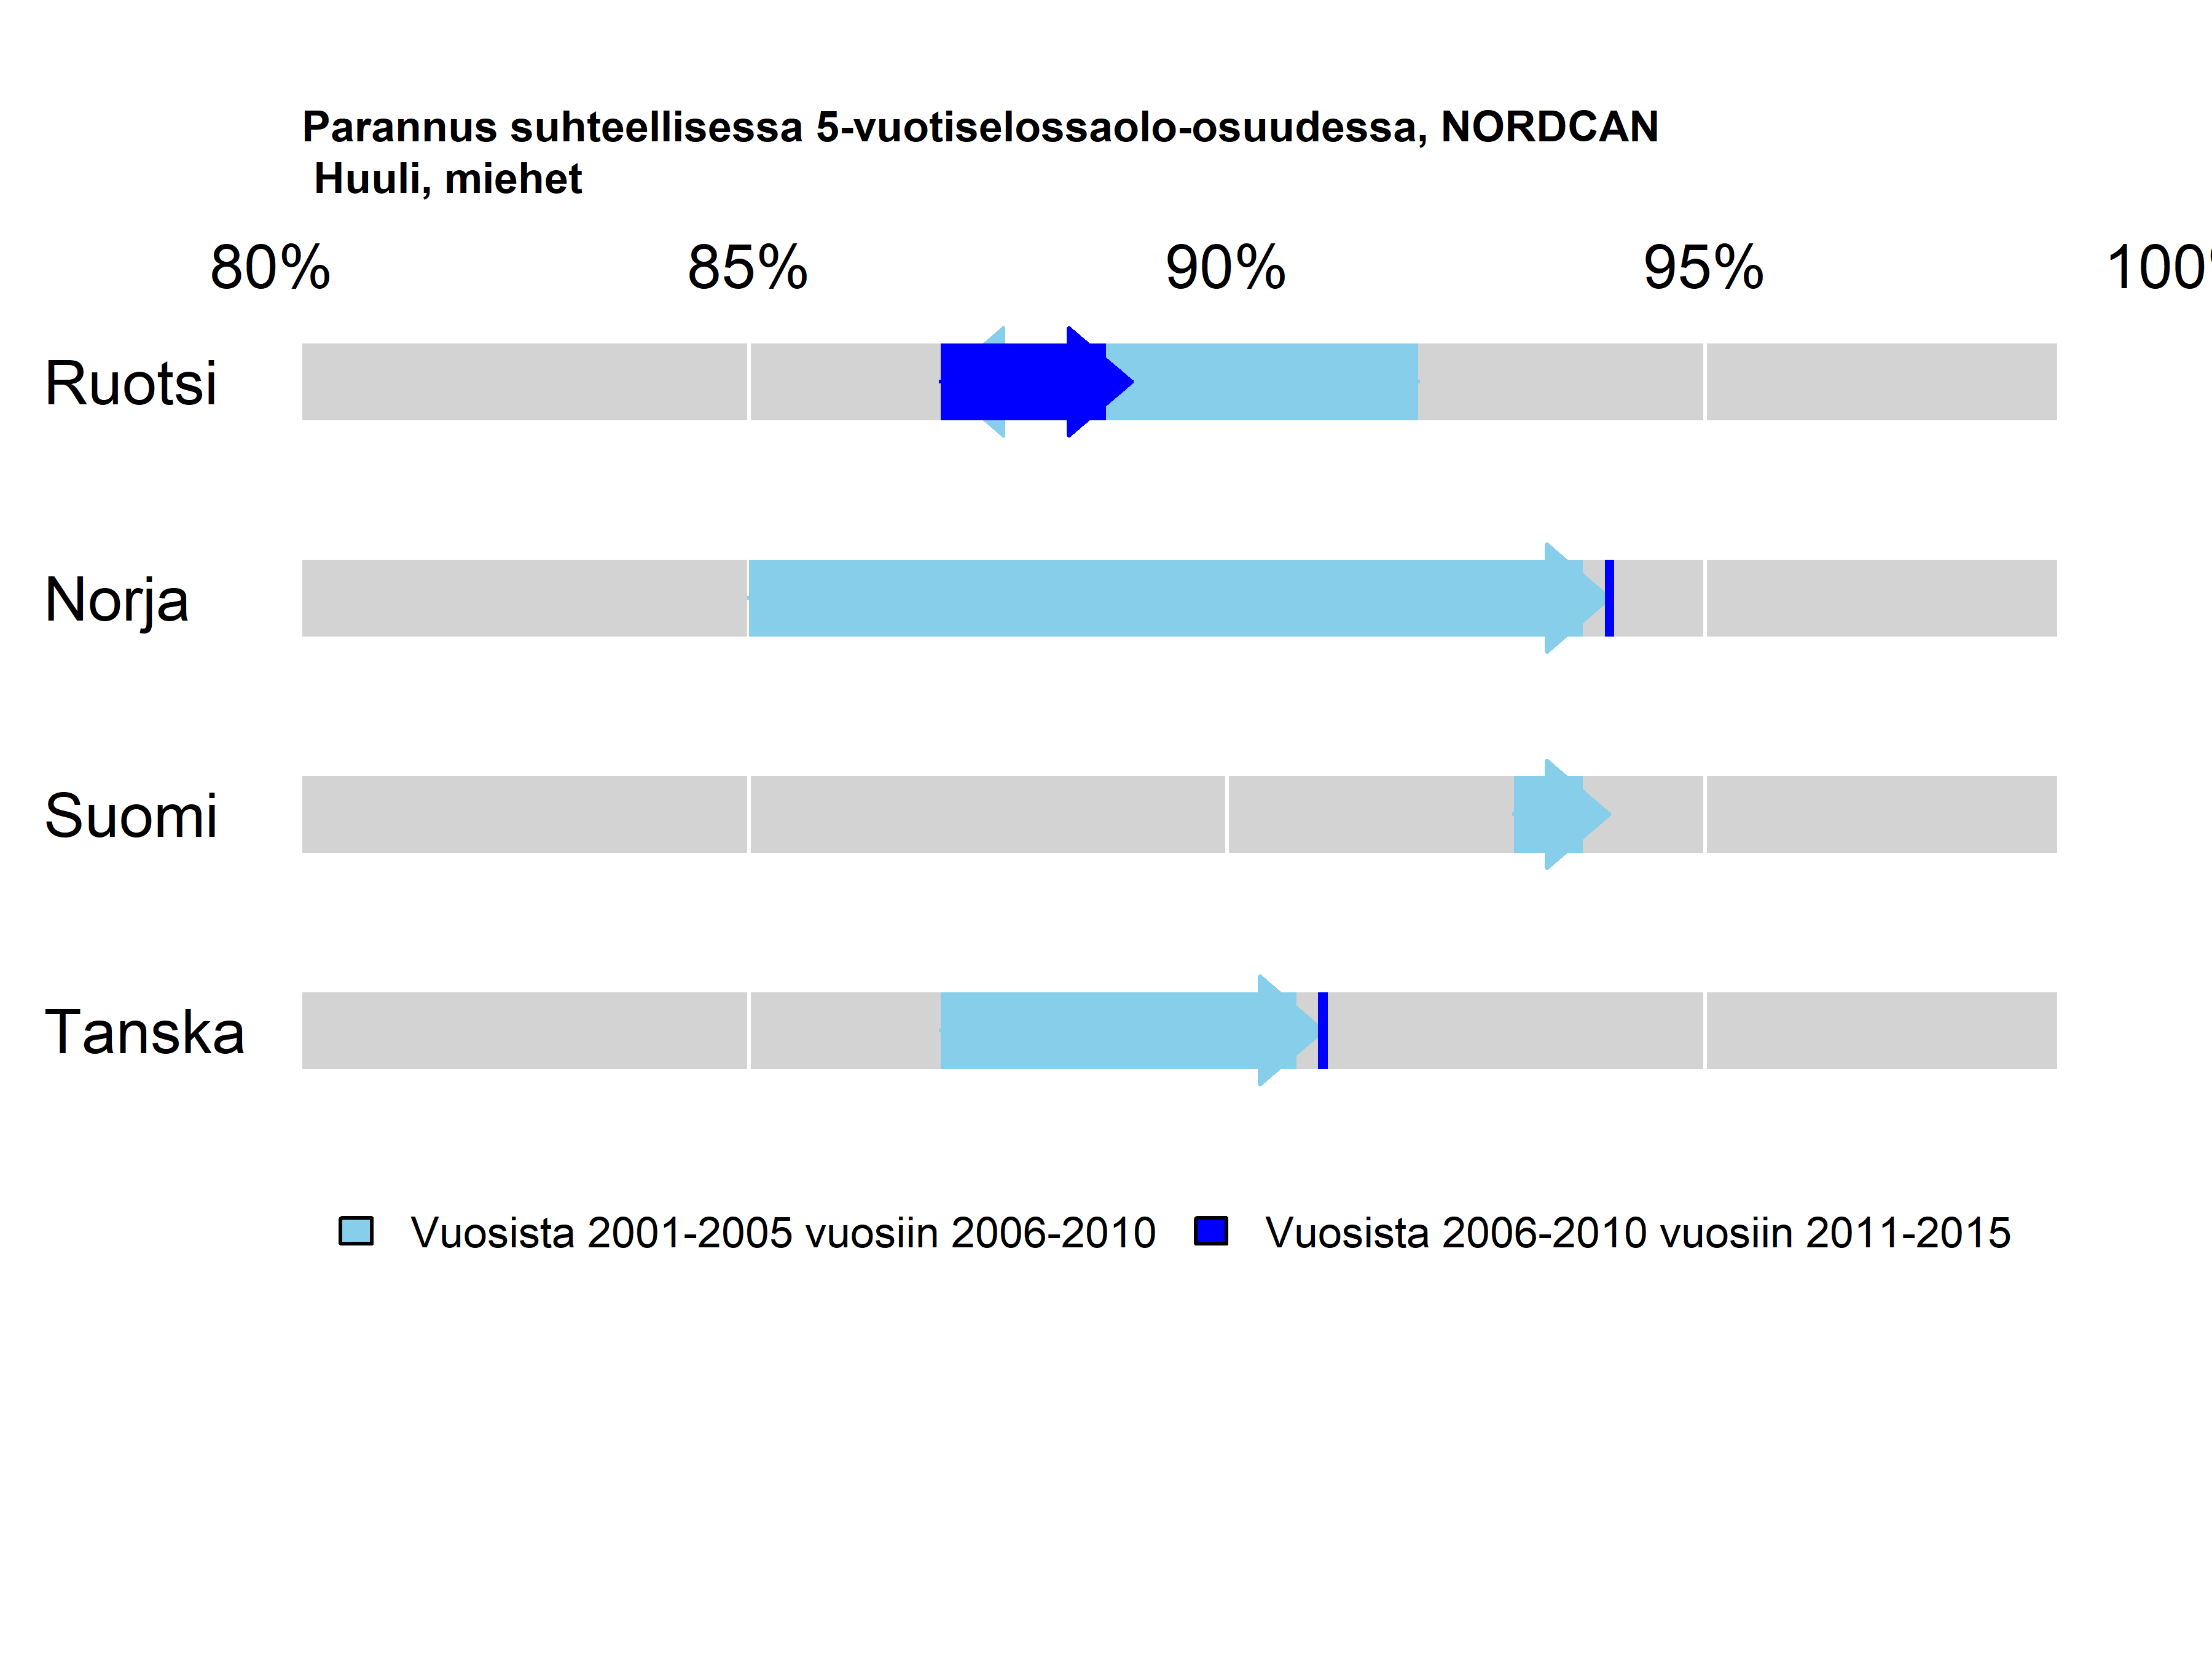 Parannus suhteellisessa 5-vuotiselossaolo-osuudessa, NORDCAN
Huuli, miehet
80% 85% 90% 95% 100
Ruotsi
Norja
Suomi
Tanska
Vuosista 2001-2005 vuosiin 2006-2010 Vuosista 2006-2010 vuosiin 2011-2015